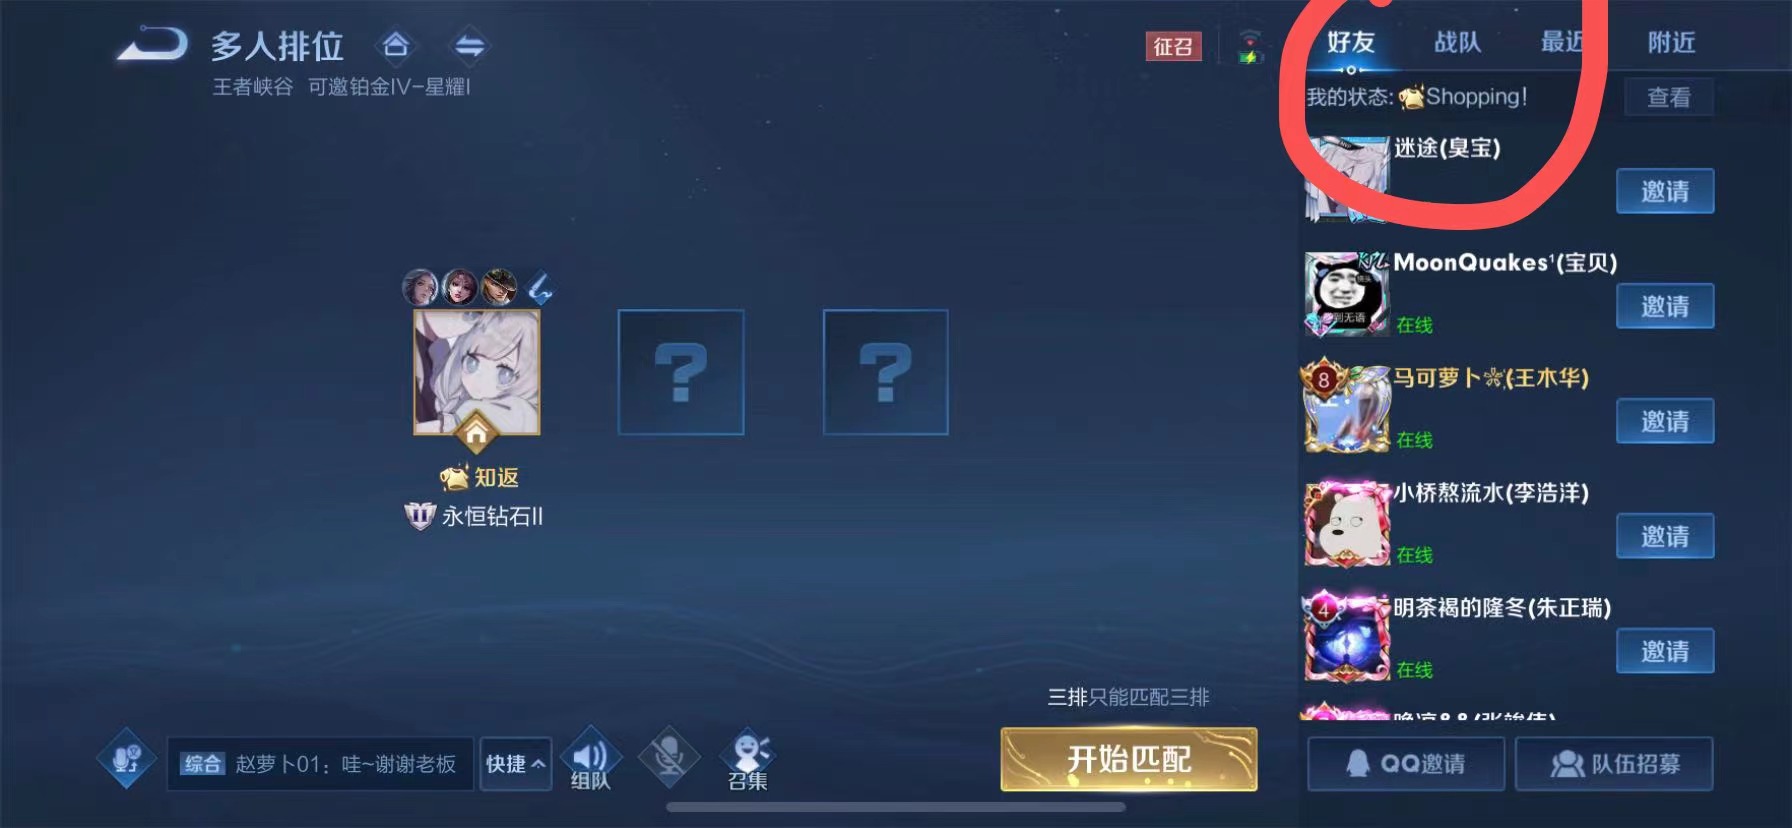 多人排位
王者峡谷 可邀铂金IV-星耀I
征召
好友 战队 最近 附近
我的状态: Shopping!
查看
迷途(臭宝)
邀请
MoonQuakes¹(宝贝)
在线
邀请
8
马可萝卜(王木华)
在线
邀请
小桥熬流水(李浩洋)
在线
邀请
4
明茶褐的隆冬(朱正瑞)
在线
邀请
知返
永恒钻石II
三排只能匹配三排
开始匹配
综合 赵萝卜01：哇~谢谢老板
快捷
组队
召集
QQ邀请
队伍招募